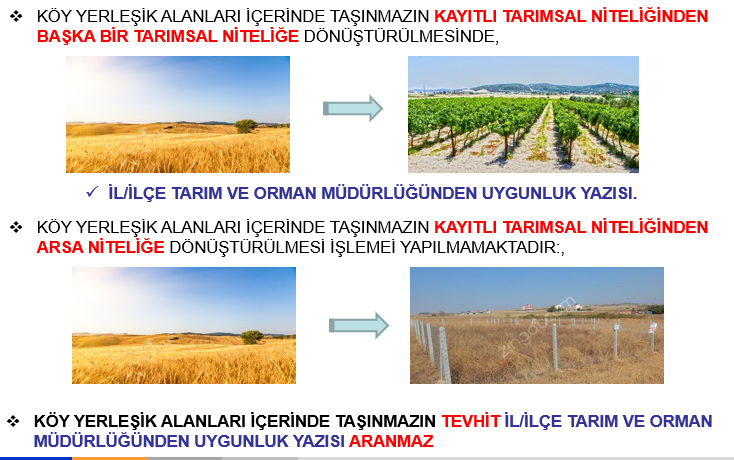 ❖ KÖY YERLEŞİK ALANLARI İÇERİNDE TAŞINMAZIN KAYITLI TARIMSAL NİTELİĞİNDEN
BAŞKA BİR TARIMSAL NİTELİĞE DÖNÜŞTÜRÜLMESİNDE,
✓ İL/İLÇE TARIM VE ORMAN MÜDÜRLÜĞÜNDEN UYGUNLUK YAZISI.
❖ KÖY YERLEŞİK ALANLARI İÇERİNDE TAŞINMAZIN KAYITLI TARIMSAL NİTELİĞİNDEN
ARSA NİTELİĞE DÖNÜŞTÜRÜLMESİ İŞLEMEİ YAPILMAMAKTADIR:,
❖ KÖY YERLEŞİK ALANLARI İÇERİNDE TAŞINMAZIN TEVHİT İL/İLÇE TARIM VE ORMAN
MÜDÜRLÜĞÜNDEN UYGUNLUK YAZISI ARANMAZ